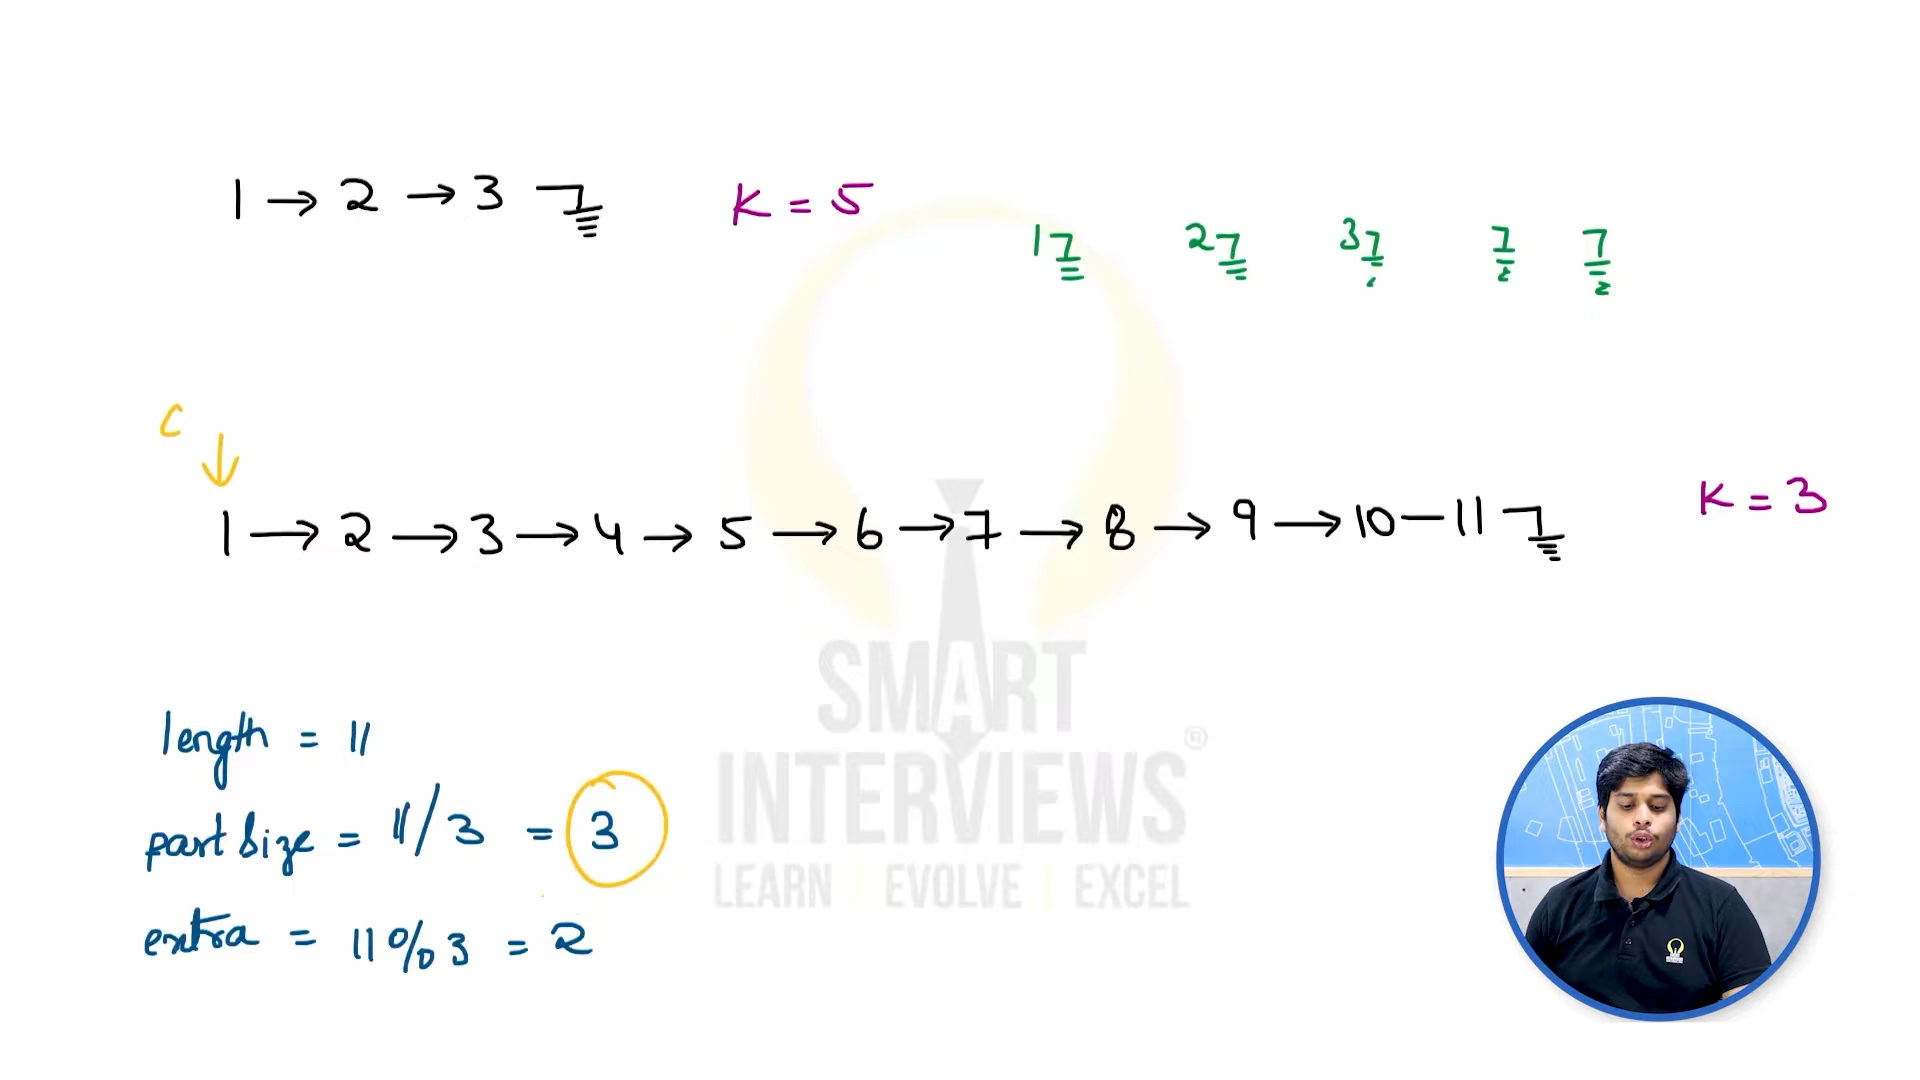 1 → 2 → 3
K = 5
1 2 3
C
1 → 2 → 3 → 4 → 5 → 6 → 7 → 8 → 9 → 10 — 11
K = 3
length = 11
part Size = 11/3 = 3
extra = 11%3 = 2
SMART
INTERVIEWS®
LEARN | EVOLVE | EXCEL